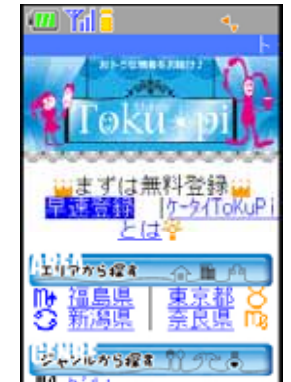 ト
おトクな情報をお届け♪
Toku★pi
まずは無料登録
早速登録 |ケータイToKuPi
とは
AREA
エリアから探す
福島県 | 東京都
新潟県 | 奈良県
GENRE
ジャンルから探す